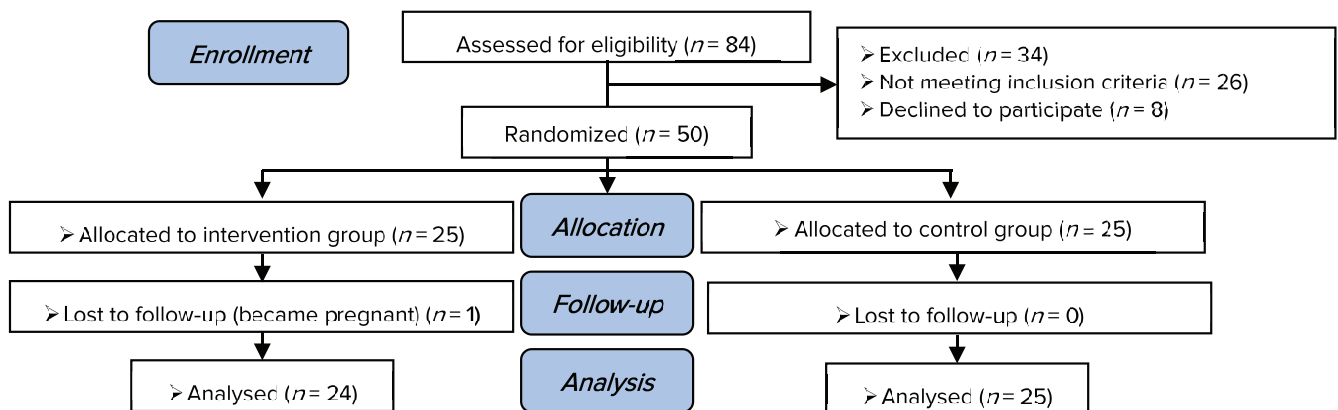 Enrollment
Assessed for eligibility (n = 84)
➢ Excluded (n = 34)
➢ Not meeting inclusion criteria (n = 26)
➢ Declined to participate (n = 8)
Randomized (n = 50)
➢ Allocated to intervention group (n = 25)
Allocation
➢ Allocated to control group (n = 25)
➢ Lost to follow-up (became pregnant) (n = 1)
Follow-up
➢ Lost to follow-up (n = 0)
➢ Analysed (n = 24)
Analysis
➢ Analysed (n = 25)